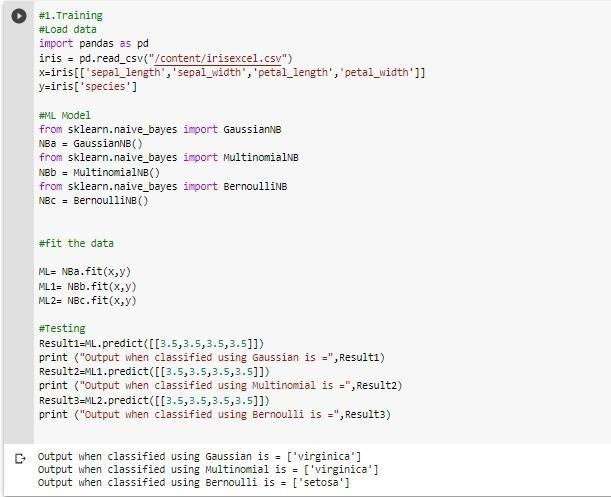 #1.Training
#Load data
import pandas as pd
iris = pd.read_csv("/content/irisexcel.csv")
x=iris[['sepal_length','sepal_width','petal_length','petal_width']]
y=iris['species']
#ML Model
from sklearn.naive_bayes import GaussianNB
NBa = GaussianNB()
from sklearn.naive_bayes import MultinomialNB
NBb = MultinomialNB()
from sklearn.naive_bayes import BernoulliNB
NBc = BernoulliNB()
#fit the data
ML= NBa.fit(x,y)
ML1= NBb.fit(x,y)
ML2= NBc.fit(x,y)
#Testing
Result1=ML.predict([[3.5,3.5,3.5,3.5]])
print ("Output when classified using Gaussian is =",Result1)
Result2=ML1.predict([[3.5,3.5,3.5,3.5]])
print ("Output when classified using Multinomial is =",Result2)
Result3=ML2.predict([[3.5,3.5,3.5,3.5]])
print ("Output when classified using Bernoulli is =",Result3)
Output when classified using Gaussian is = ['virginica']
Output when classified using Multinomial is = ['virginica']
Output when classified using Bernoulli is = ['setosa']